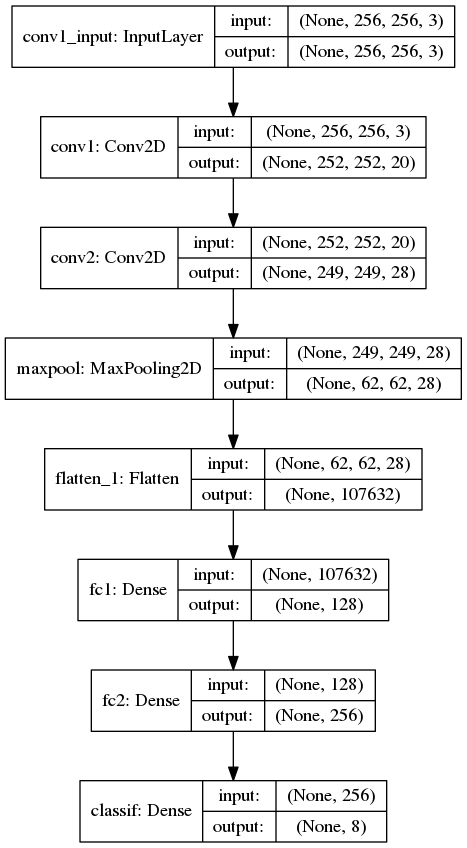 conv1_input: InputLayer
input: (None, 256, 256, 3)
output: (None, 256, 256, 3)
conv1: Conv2D
input: (None, 256, 256, 3)
output: (None, 252, 252, 20)
conv2: Conv2D
input: (None, 252, 252, 20)
output: (None, 249, 249, 28)
maxpool: MaxPooling2D
input: (None, 249, 249, 28)
output: (None, 62, 62, 28)
flatten_1: Flatten
input: (None, 62, 62, 28)
output: (None, 107632)
fc1: Dense
input: (None, 107632)
output: (None, 128)
fc2: Dense
input: (None, 128)
output: (None, 256)
classif: Dense
input: (None, 256)
output: (None, 8)